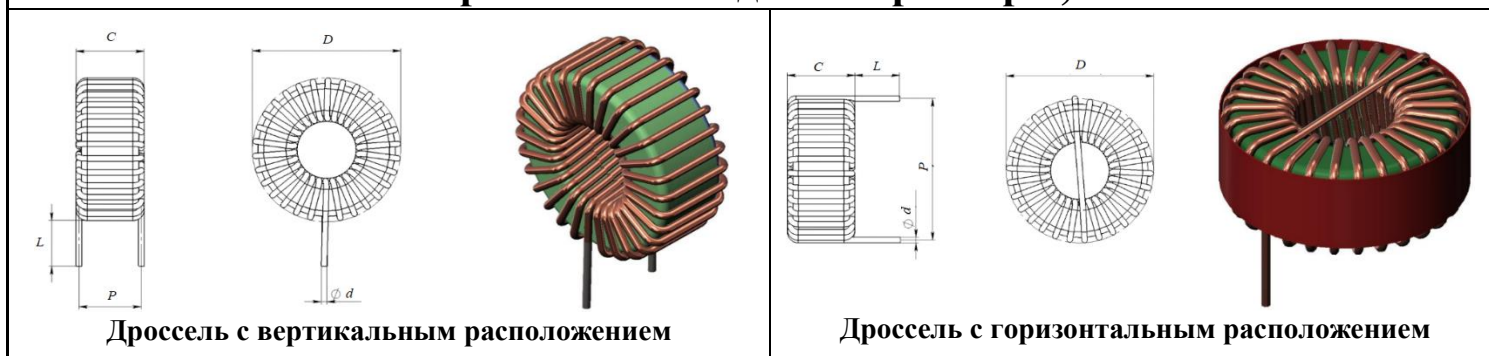 C
D
L
P
∅ d
Дроссель с вертикальным расположением
C
L
D
P
∅ d
Дроссель с горизонтальным расположением